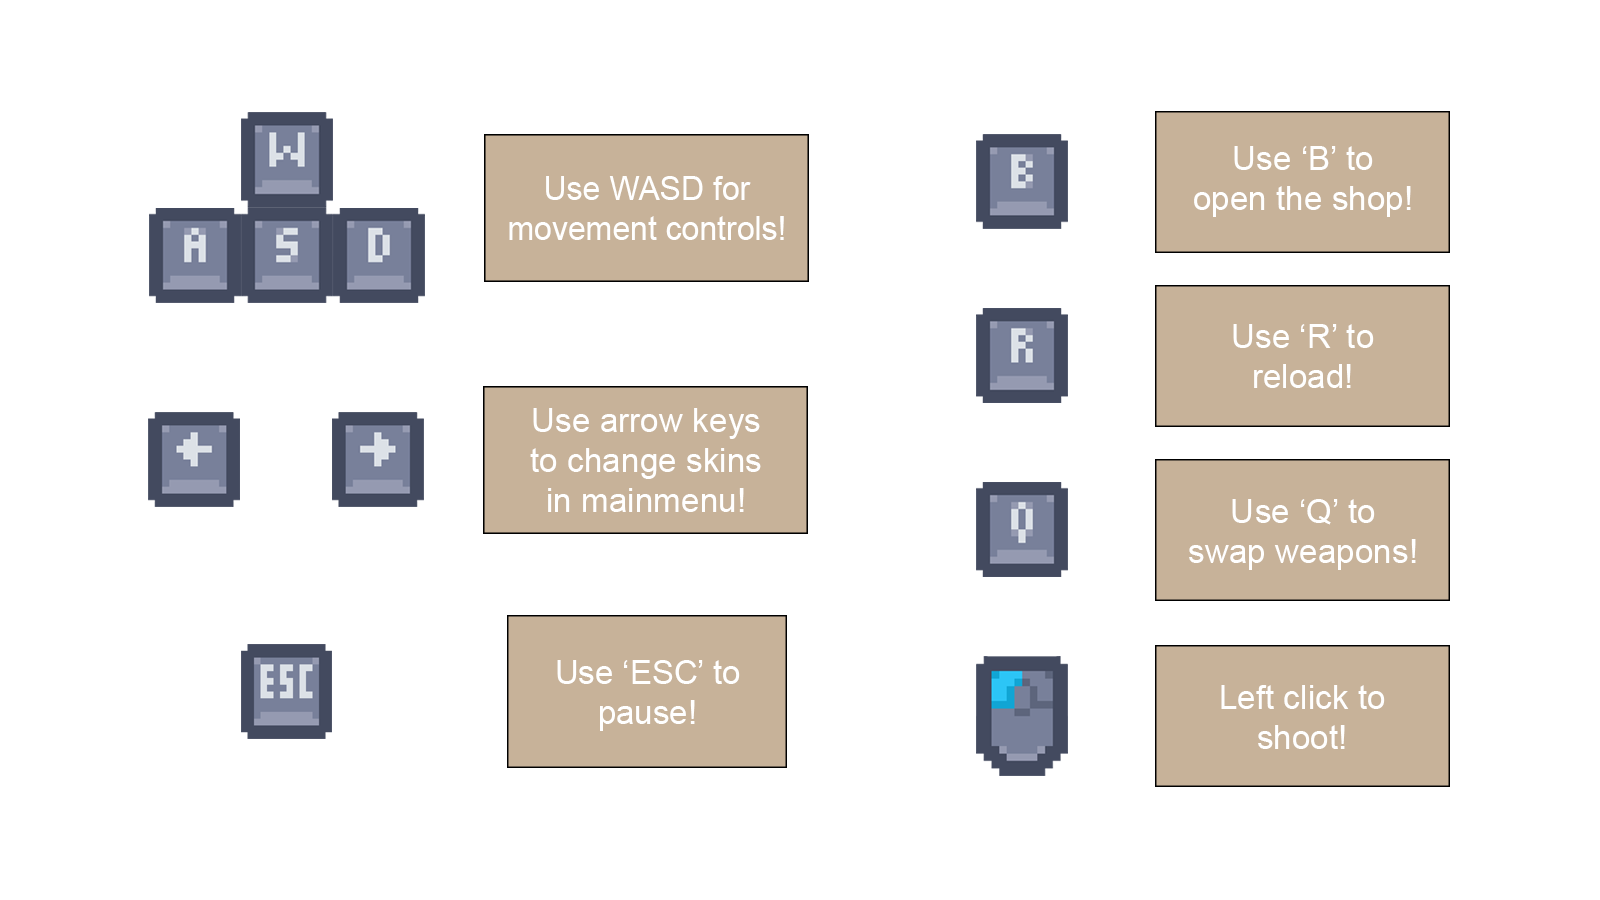 W
A S D
Use WASD for
movement controls!
Use arrow keys
to change skins
in mainmenu!
ESC
Use ‘ESC’ to
pause!
B
Use ‘B’ to
open the shop!
R
Use ‘R’ to
reload!
Q
Use ‘Q’ to
swap weapons!
Left click to
shoot!